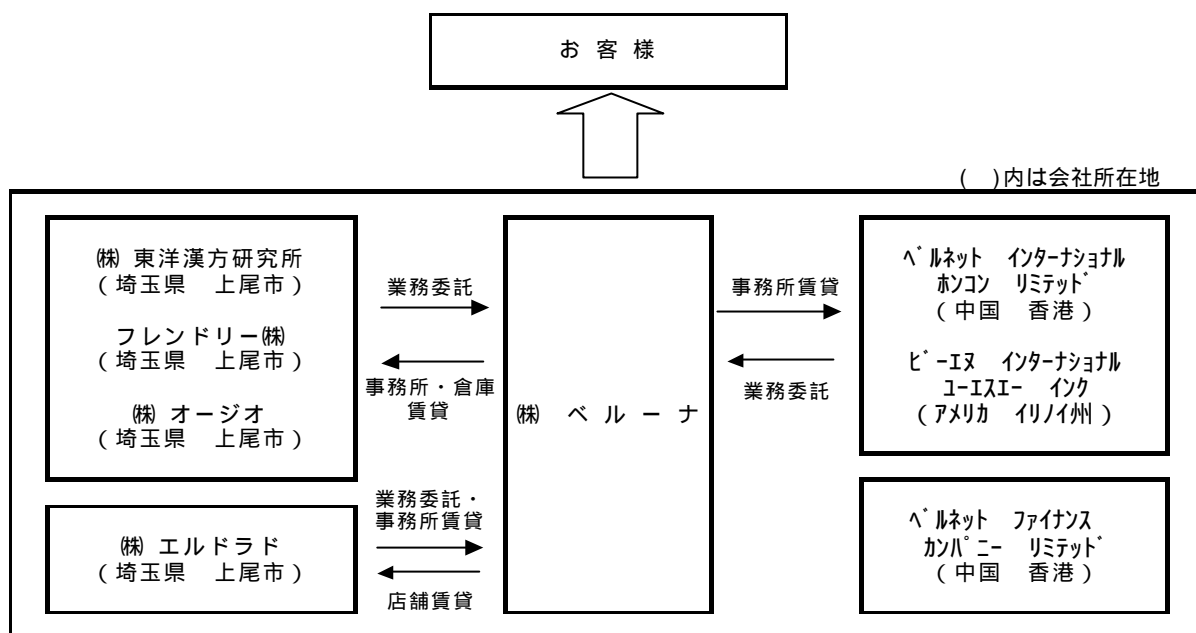 お 客 様
(　)内は会社所在地
㈱ 東洋漢方研究所
(埼玉県　上尾市)
フレンドリー㈱
(埼玉県　上尾市)
㈱ オージオ
(埼玉県　上尾市)
業務委託
事務所・倉庫
賃貸
㈱ エルドラド
(埼玉県　上尾市)
業務委託・
事務所賃貸
店舗賃貸
㈱ ベ ル ー ナ
事務所賃貸
業務委託
ﾍﾞﾙﾈｯﾄ　ｲﾝﾀｰﾅｼｮﾅﾙ
ﾎﾝｺﾝ　ﾘﾐﾃｯﾄﾞ
(中国　香港)
ﾋﾞｰｴﾇ　ｲﾝﾀｰﾅｼｮﾅﾙ
ﾕｰｴｽｴｰ　ｲﾝｸ
(ｱﾒﾘｶ　ｲﾘﾉｲ州)
ﾍﾞﾙﾈｯﾄ　ﾌｧｲﾅﾝｽ
ｶﾝﾊﾟﾆｰ　ﾘﾐﾃｯﾄﾞ
(中国　香港)